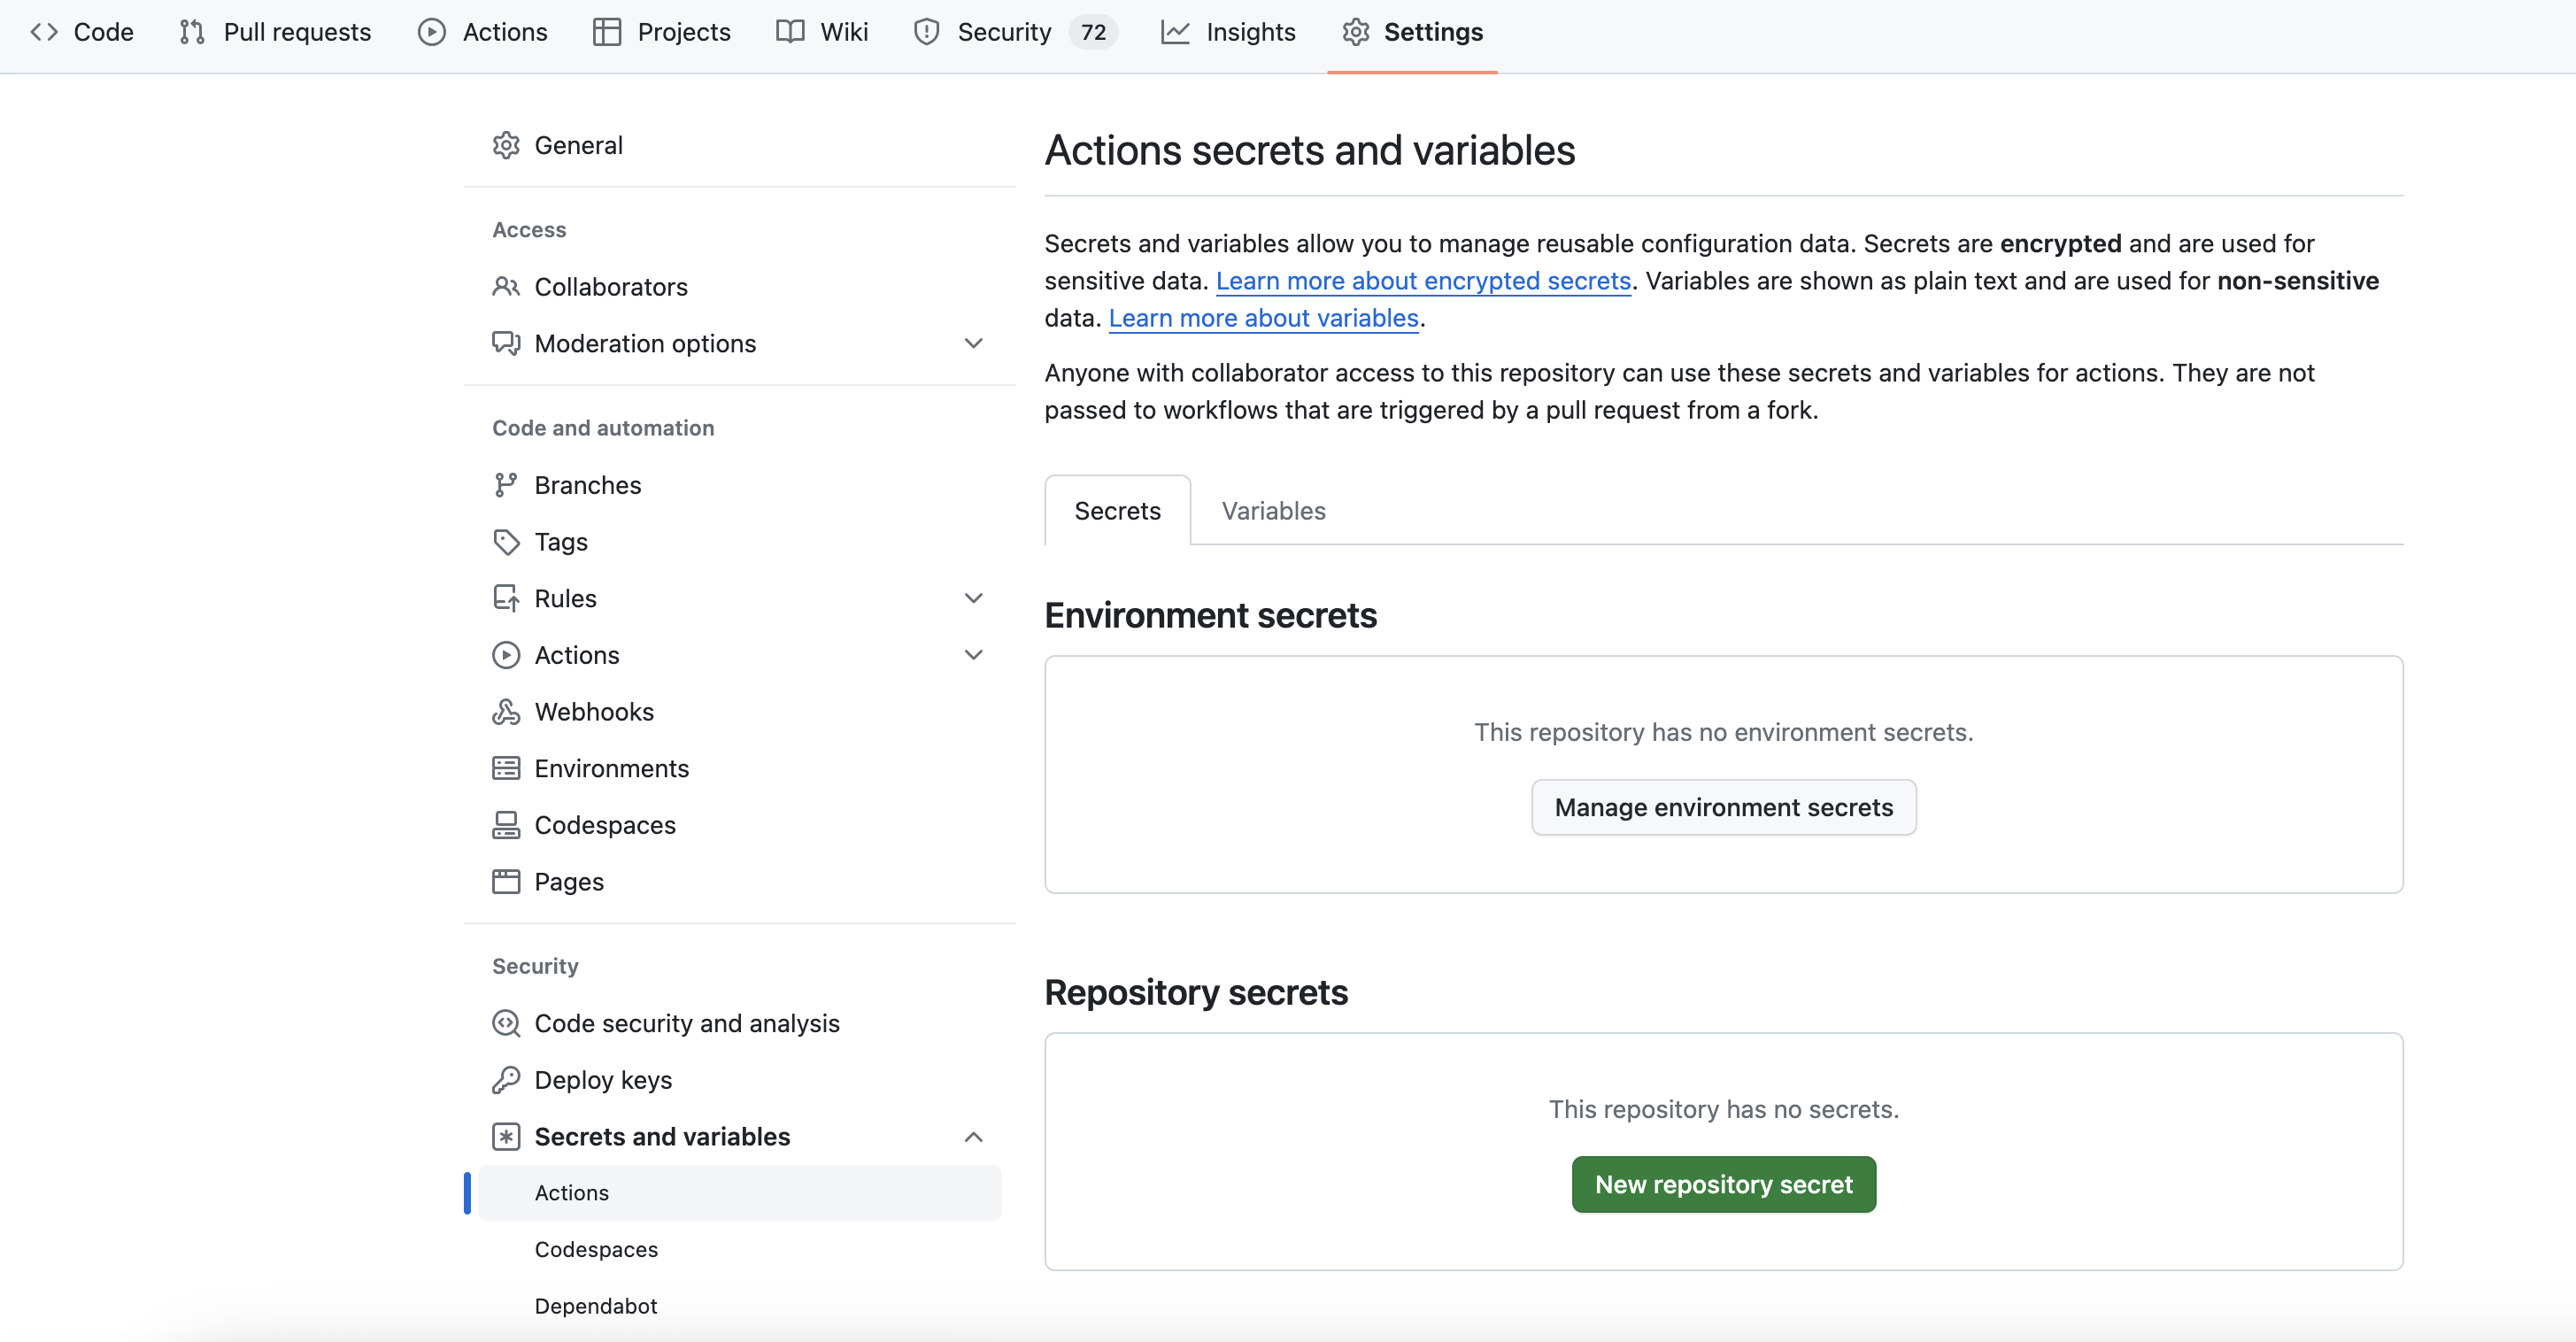 Code Pull requests Actions Projects Wiki Security 72 Insights Settings
General
Access
Collaborators
Moderation options
Code and automation
Branches
Tags
Rules
Actions
Webhooks
Environments
Codespaces
Pages
Security
Code security and analysis
Deploy keys
Secrets and variables
Actions
Codespaces
Dependabot
Actions secrets and variables
Secrets and variables allow you to manage reusable configuration data. Secrets are encrypted and are used for
sensitive data. Learn more about encrypted secrets. Variables are shown as plain text and are used for non-sensitive
data. Learn more about variables.
Anyone with collaborator access to this repository can use these secrets and variables for actions. They are not
passed to workflows that are triggered by a pull request from a fork.
Secrets Variables
Environment secrets
This repository has no environment secrets.
Manage environment secrets
Repository secrets
This repository has no secrets.
New repository secret